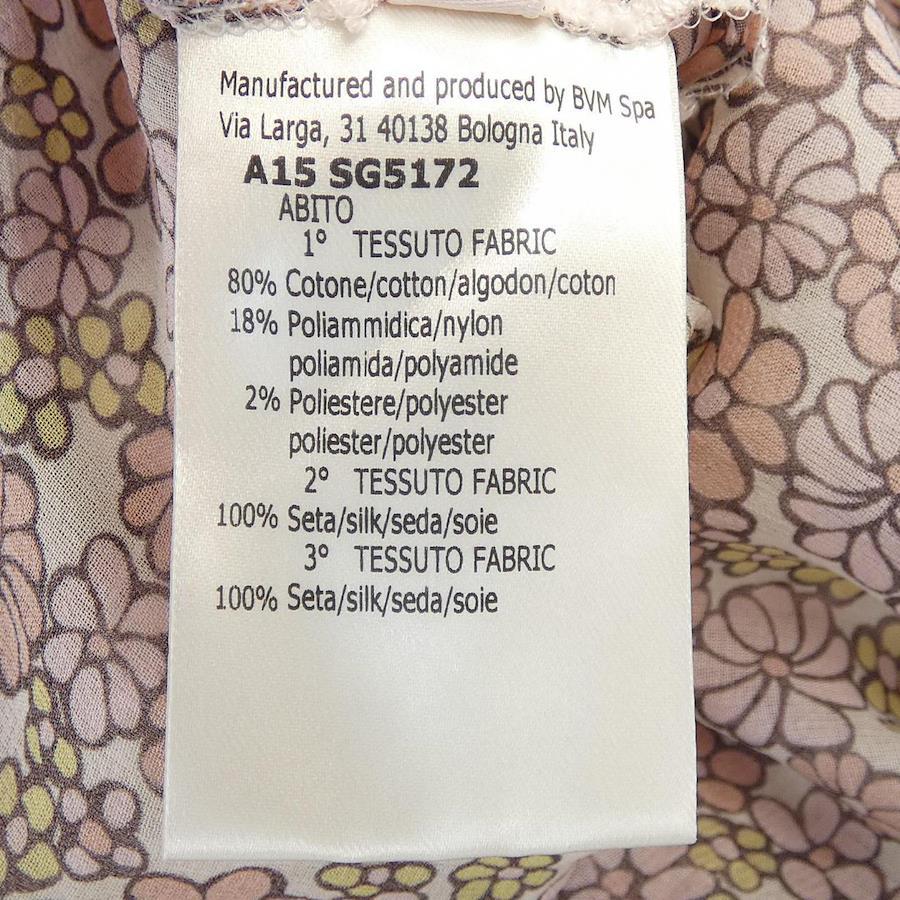 Manufactured and produced by BVM Spa
Via Larga, 31 40138 Bologna Italy
A15 SG5172
ABITO
1° TESSUTO FABRIC
80% Cotone/cotton/algodon/coton
18% Poliammidica/nylon
poliamida/polyamide
2% Poliestere/polyester
poliester/polyester
2° TESSUTO FABRIC
100% Seta/silk/seda/soie
3° TESSUTO FABRIC
100% Seta/silk/seda/soie